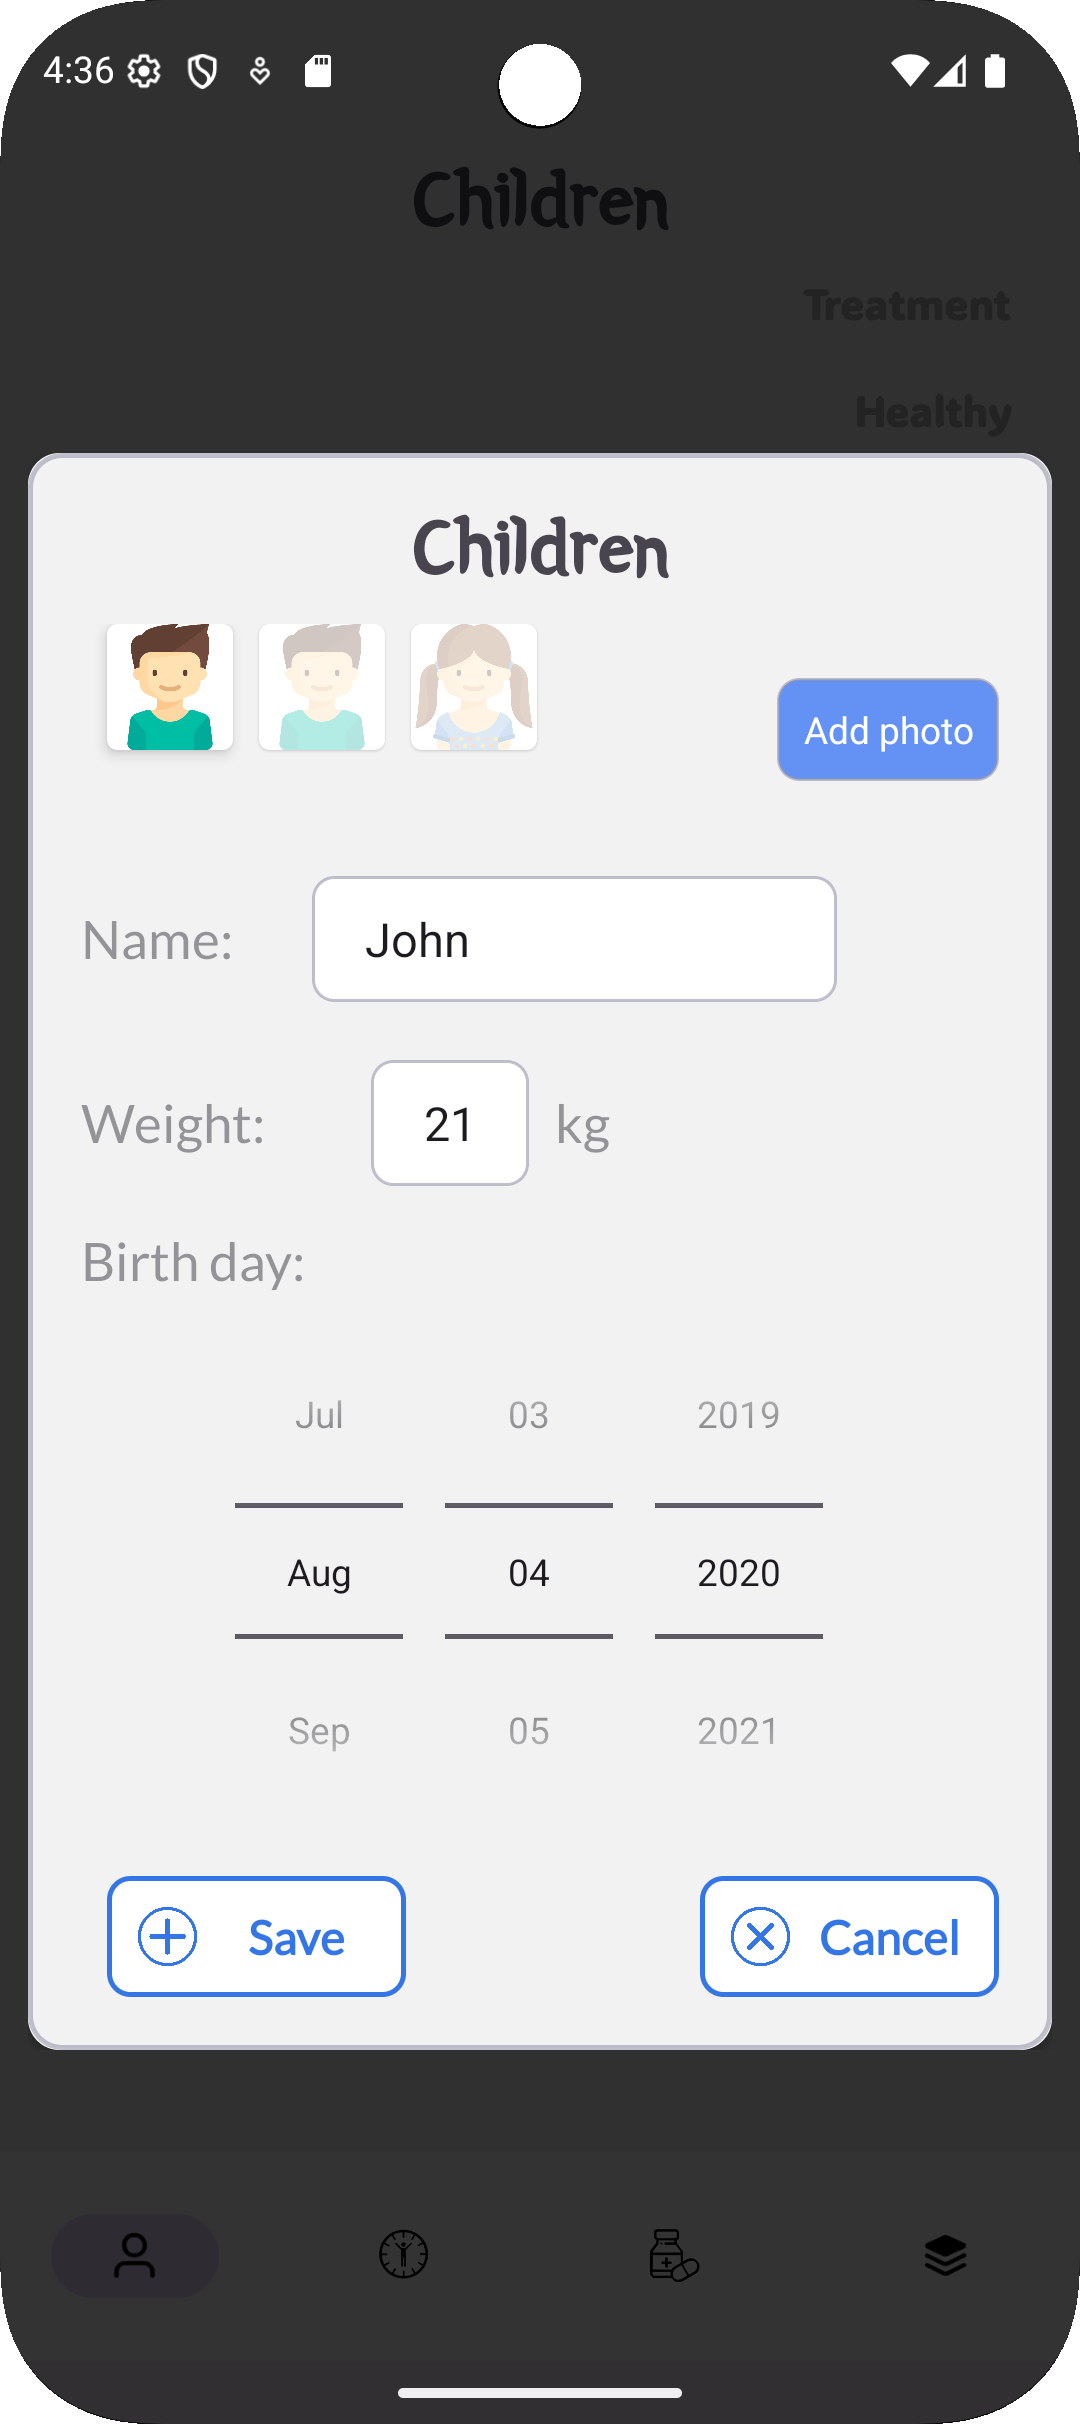 4:36
Children
Treatment
Healthy
Children
Add photo
Name: John
Weight: 21 kg
Birth day:
Jul 03 2019
Aug 04 2020
Sep 05 2021
Save Cancel